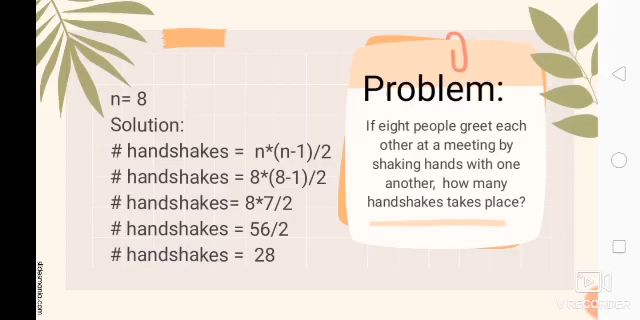 n= 8
Solution:
# handshakes =  n*(n-1)/2
# handshakes = 8*(8-1)/2
# handshakes= 8*7/2
# handshakes = 56/2
# handshakes =  28
Problem:
If eight people greet each
other at a meeting by
shaking hands with one
another,  how many
handshakes takes place?
slidesmania.com
V RECORDER